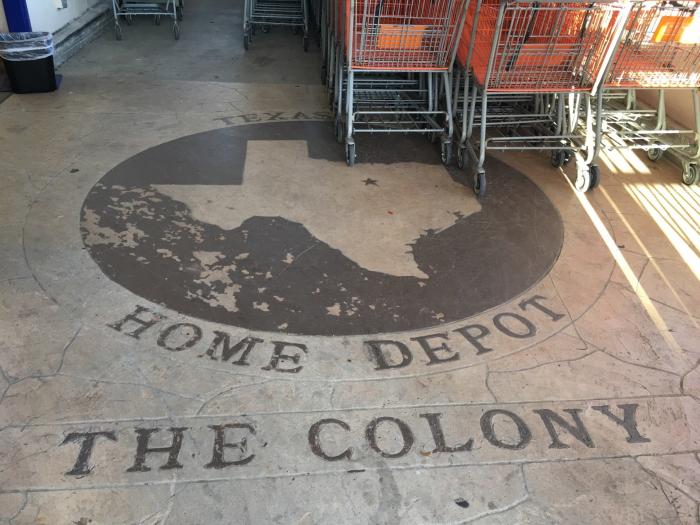 TEXAS
HOME DEPOT
THE COLONY